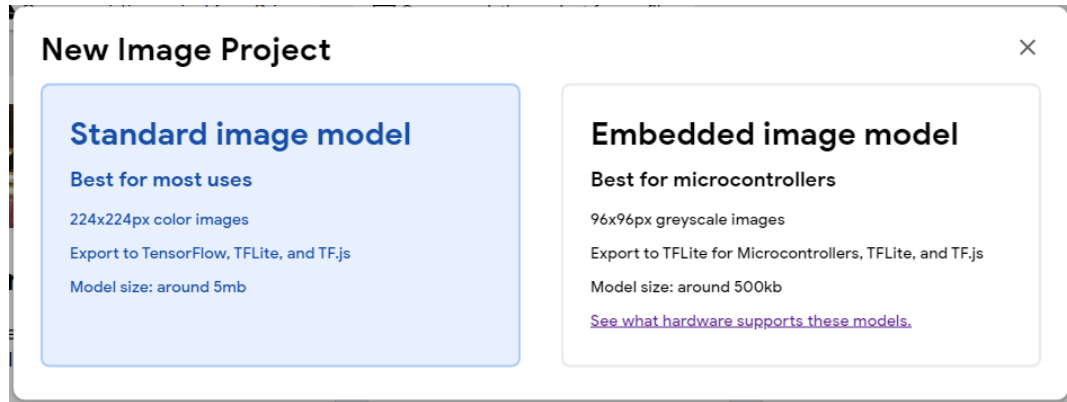 New Image Project
Standard image model
Best for most uses
224x224px color images
Export to TensorFlow, TFLite, and TF.js
Model size: around 5mb
Embedded image model
Best for microcontrollers
96x96px greyscale images
Export to TFLite for Microcontrollers, TFLite, and TF.js
Model size: around 500kb
See what hardware supports these models.